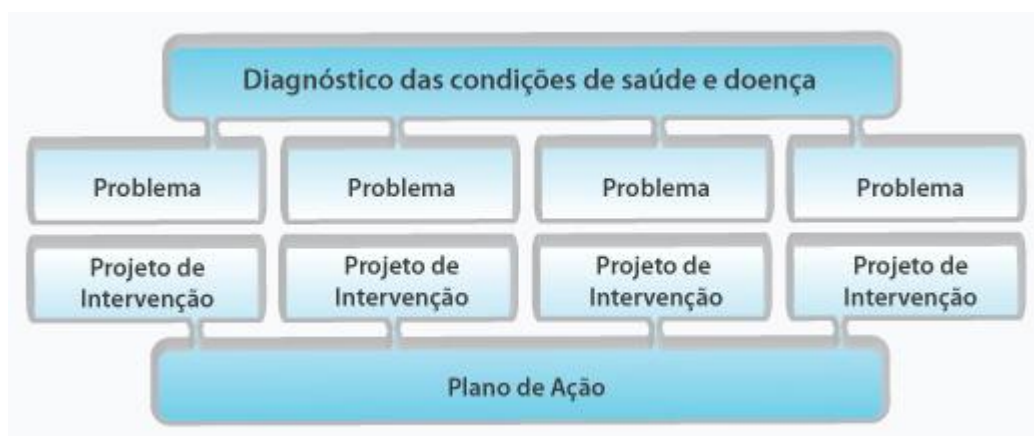 Diagnóstico das condições de saúde e doença
Problema
Problema
Problema
Problema
Projeto de
Intervenção
Projeto de
Intervenção
Projeto de
Intervenção
Projeto de
Intervenção
Plano de Ação